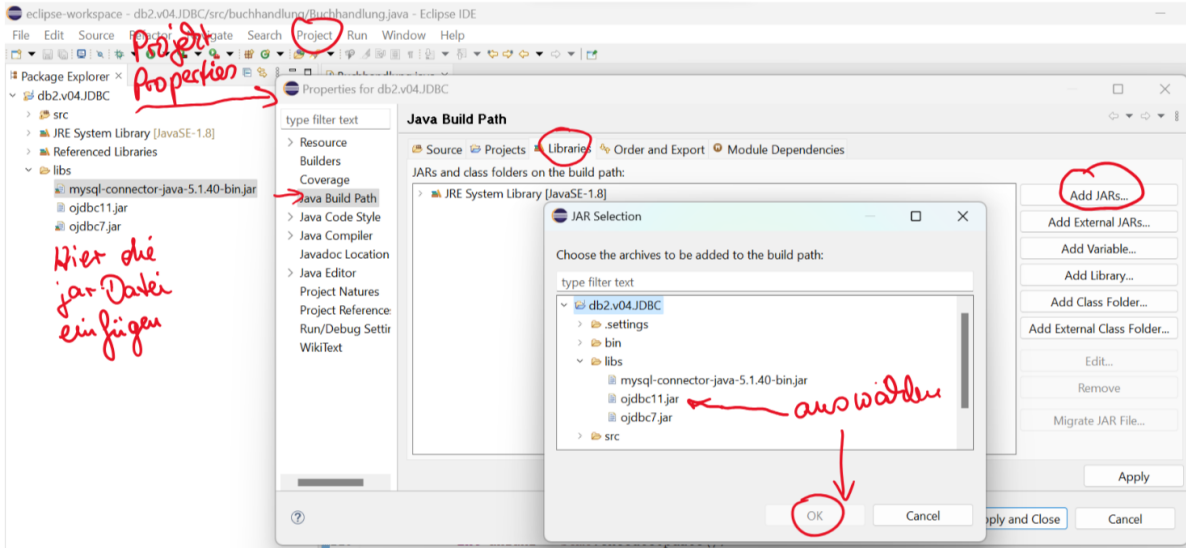 eclipse-workspace - db2.v04.JDBC/src/buchhandlung/Buchhandlung.java - Eclipse IDE
File Edit Source Refactor Navigate Search Project Run Window Help
Projekt
Properties
Package Explorer
Buchhandlung.java
db2.v04.JDBC
src
JRE System Library [JavaSE-1.8]
Referenced Libraries
libs
mysql-connector-java-5.1.40-bin.jar
ojdbc11.jar
ojdbc7.jar
Hier die
jar-Datei
einfügen
Properties for db2.v04.JDBC
type filter text
Resource
Builders
Coverage
Java Build Path
Java Code Style
Java Compiler
Javadoc Location
Java Editor
Project Natures
Project Reference
Run/Debug Settin
WikiText
Java Build Path
Source Projects Libraries Order and Export Module Dependencies
JARs and class folders on the build path:
JRE System Library [JavaSE-1.8]
Add JARs...
Add External JARs...
Add Variable...
Add Library...
Add Class Folder...
Add External Class Folder...
Edit...
Remove
Migrate JAR File...
Apply
JAR Selection
Choose the archives to be added to the build path:
type filter text
db2.v04.JDBC
.settings
bin
libs
mysql-connector-java-5.1.40-bin.jar
ojdbc11.jar
ojdbc7.jar
src
auswählen
OK Cancel
pply and Close Cancel